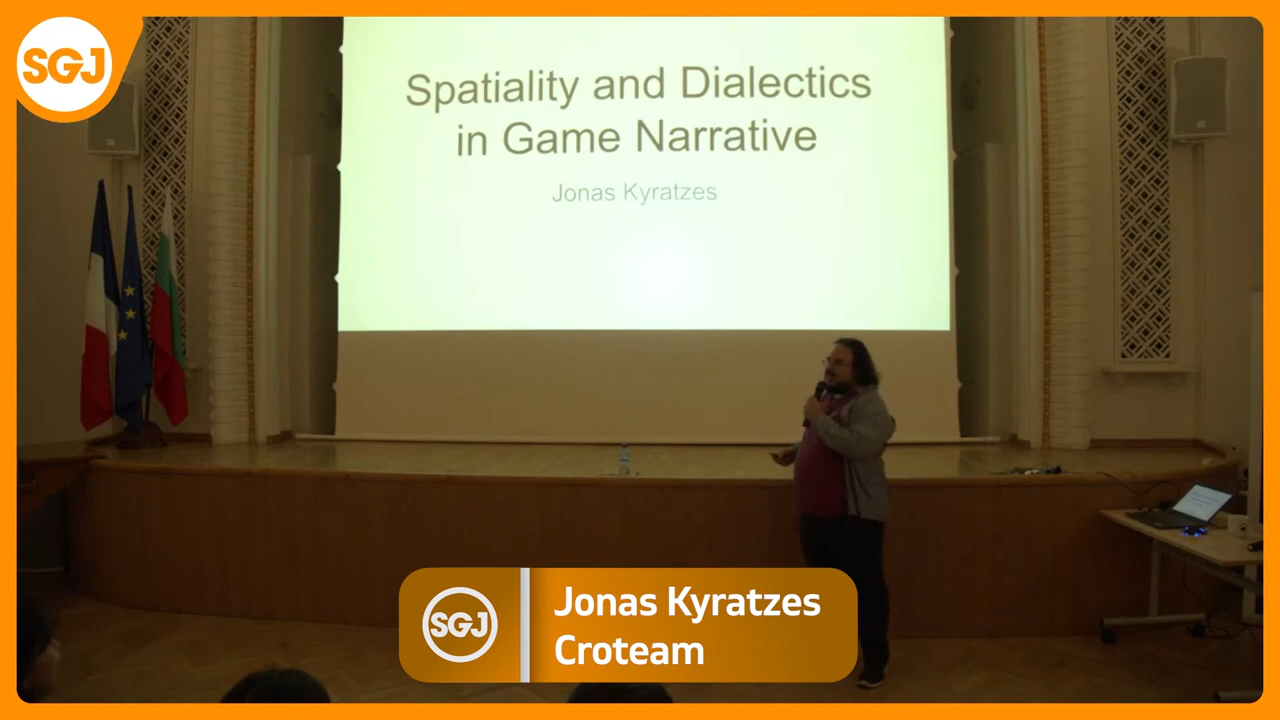 SGJ
Spatiality and Dialectics
in Game Narrative
Jonas Kyratzes
SGJ
Jonas Kyratzes
Croteam